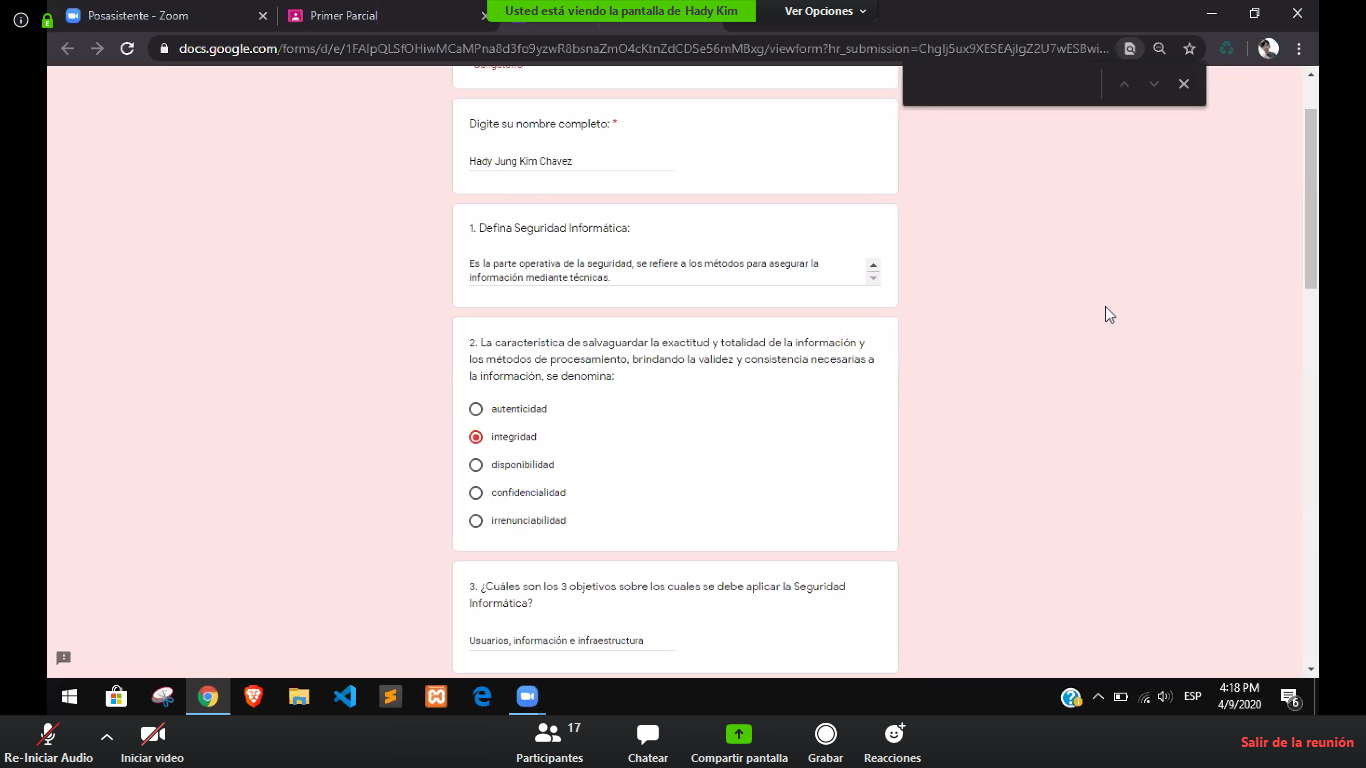 Usted está viendo la pantalla de Hady Kim
Ver Opciones
Posasistente - Zoom
Primer Parcial
docs.google.com/forms/d/e/1FAIpQLSfOHiwMCaMPna8d3fo9yzwR8bsnaZmO4cKtnZdCDSe56mMBxg/viewform?hr_submission=ChgIj5ux9XESEAjIgZ2U7wESBwi...
Digite su nombre completo: *
Hady Jung Kim Chavez
1. Defina Seguridad Informática:
Es la parte operativa de la seguridad, se refiere a los métodos para asegurar la
información mediante técnicas.
2. La característica de salvaguardar la exactitud y totalidad de la información y
los métodos de procesamiento, brindando la validez y consistencia necesarias a
la información, se denomina:
autenticidad
integridad
disponibilidad
confidencialidad
irrenunciabilidad
3. ¿Cuáles son los 3 objetivos sobre los cuales se debe aplicar la Seguridad
Informática?
Usuarios, información e infraestructura
ESP
4:18 PM
4/9/2020
6
Re-Iniciar Audio
Iniciar video
Participantes
17
Chatear
Compartir pantalla
Grabar
Reacciones
Salir de la reunión